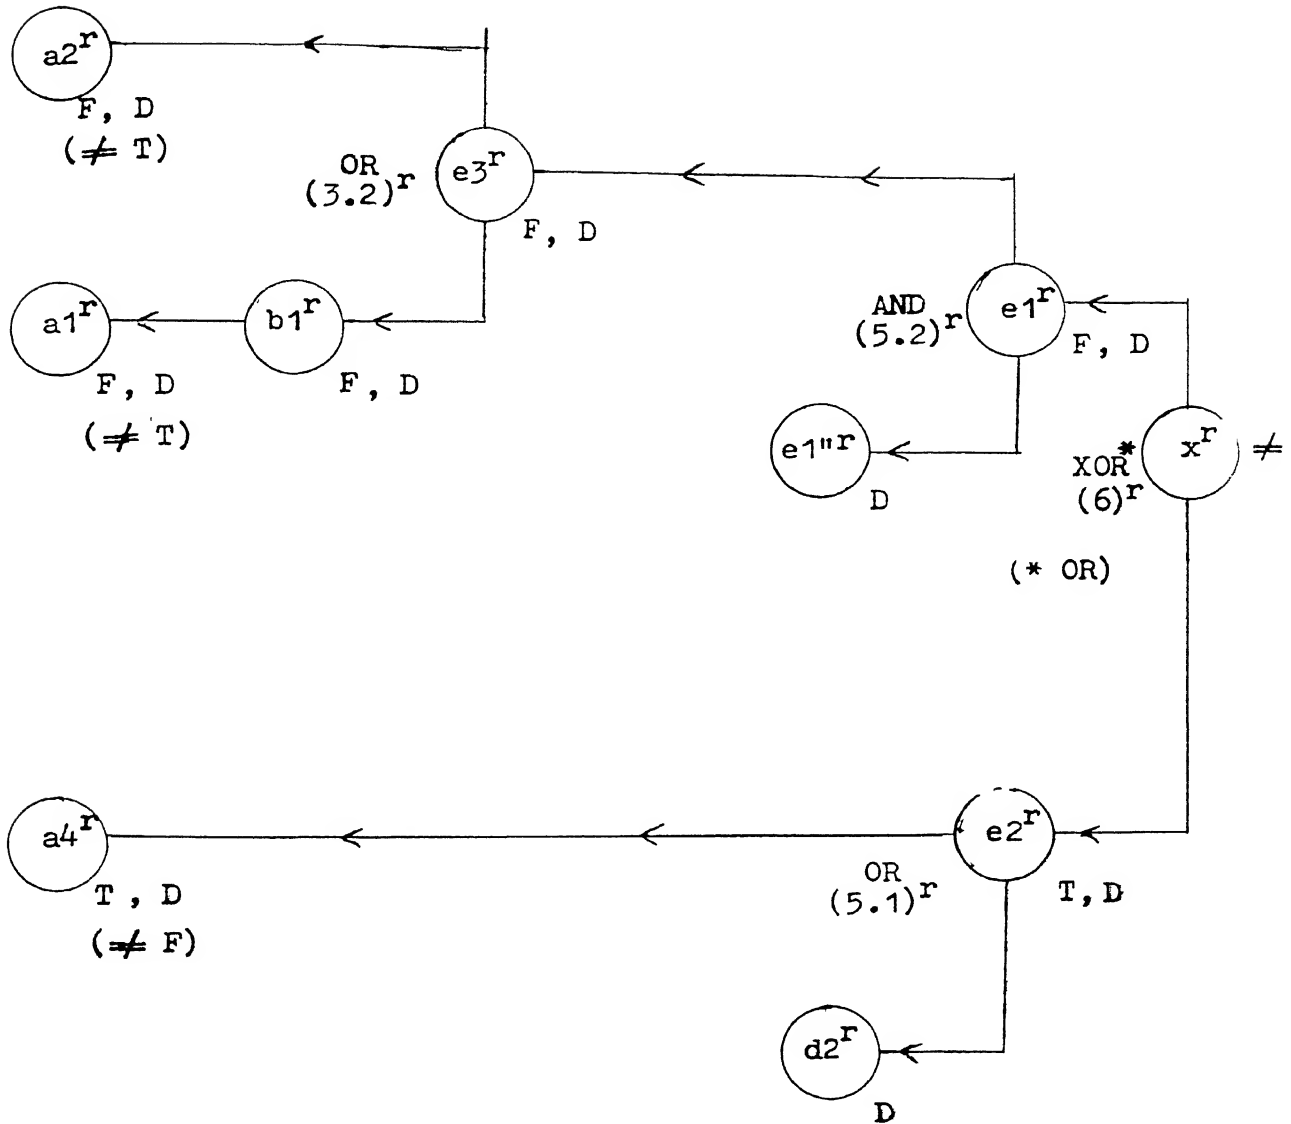 a2ʳ
F, D
(≠ T)
OR
(3.2)ʳ
e3ʳ
F, D
a1ʳ
F, D
(≠ T)
b1ʳ
F, D
AND
(5.2)ʳ
e1ʳ
F, D
e1"ʳ
D
XOR*
(6)ʳ
xʳ
≠
(* OR)
a4ʳ
T, D
(≠ F)
OR
(5.1)ʳ
e2ʳ
T, D
d2ʳ
D